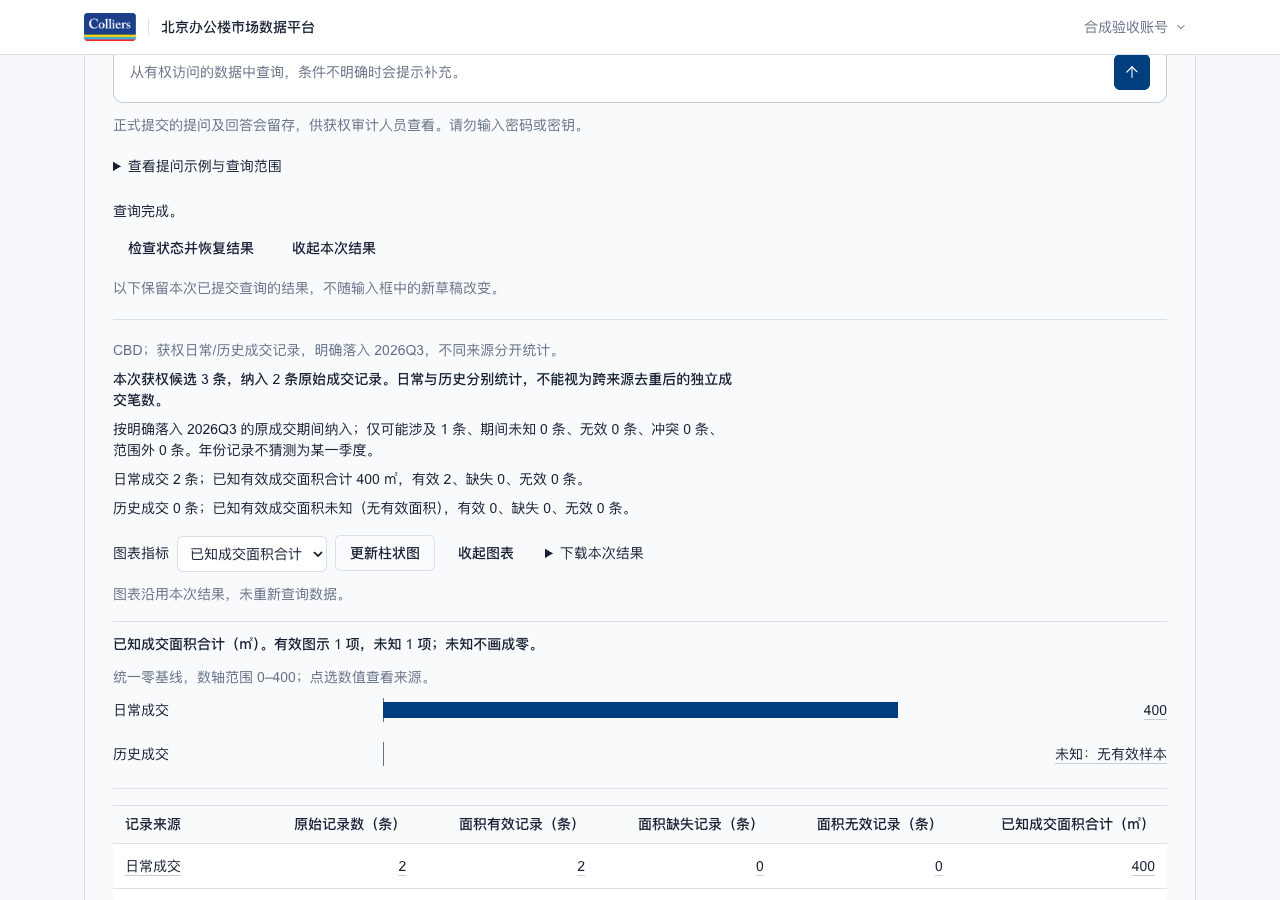 Colliers
北京办公楼市场数据平台
合成验收账号
从有权访问的数据中查询，条件不明确时会提示补充。
正式提交的提问及回答会留存，供获权审计人员查看。请勿输入密码或密钥。
查看提问示例与查询范围
查询完成。
检查状态并恢复结果 收起本次结果
以下保留本次已提交查询的结果，不随输入框中的新草稿改变。
CBD；获权日常/历史成交记录，明确落入 2026Q3，不同来源分开统计。
本次获权候选 3 条，纳入 2 条原始成交记录。日常与历史分别统计，不能视为跨来源去重后的独立成
交笔数。
按明确落入 2026Q3 的原成交期间纳入；仅可能涉及 1 条、期间未知 0 条、无效 0 条、冲突 0 条、
范围外 0 条。年份记录不猜测为某一季度。
日常成交 2 条；已知有效成交面积合计 400 ㎡，有效 2、缺失 0、无效 0 条。
历史成交 0 条；已知有效成交面积未知（无有效面积），有效 0、缺失 0、无效 0 条。
图表指标 已知成交面积合计 更新柱状图 收起图表 下载本次结果
图表沿用本次结果，未重新查询数据。
已知成交面积合计（㎡）。有效图示 1 项，未知 1 项；未知不画成零。
统一零基线，数轴范围 0–400；点选数值查看来源。
日常成交 400
历史成交 未知：无有效样本
记录来源 原始记录数（条） 面积有效记录（条） 面积缺失记录（条） 面积无效记录（条） 已知成交面积合计（㎡）
日常成交 2 2 0 0 400